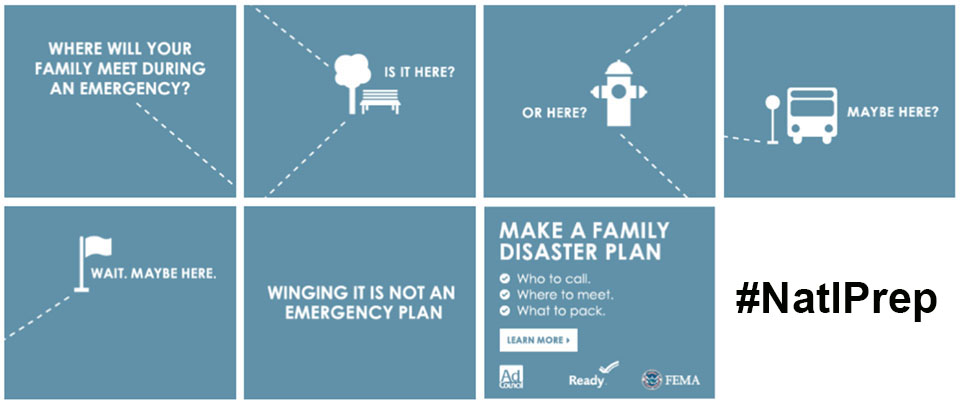 WHERE WILL YOUR
FAMILY MEET DURING
AN EMERGENCY?
IS IT HERE?
OR HERE?
MAYBE HERE?
WAIT. MAYBE HERE.
WINGING IT IS NOT AN
EMERGENCY PLAN
MAKE A FAMILY
DISASTER PLAN
Who to call.
Where to meet.
What to pack.
LEARN MORE
Ad
COUNCIL
Ready
FEMA
#NatlPrep